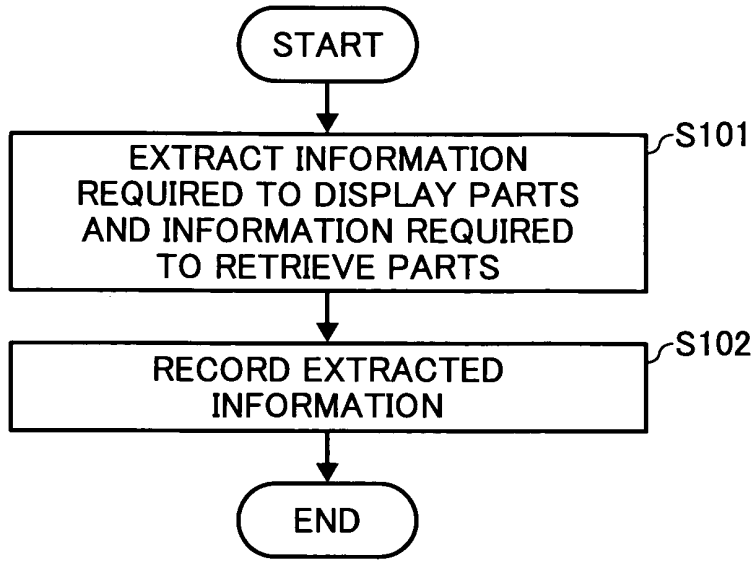 START
S101
EXTRACT INFORMATION
REQUIRED TO DISPLAY PARTS
AND INFORMATION REQUIRED
TO RETRIEVE PARTS
S102
RECORD EXTRACTED
INFORMATION
END